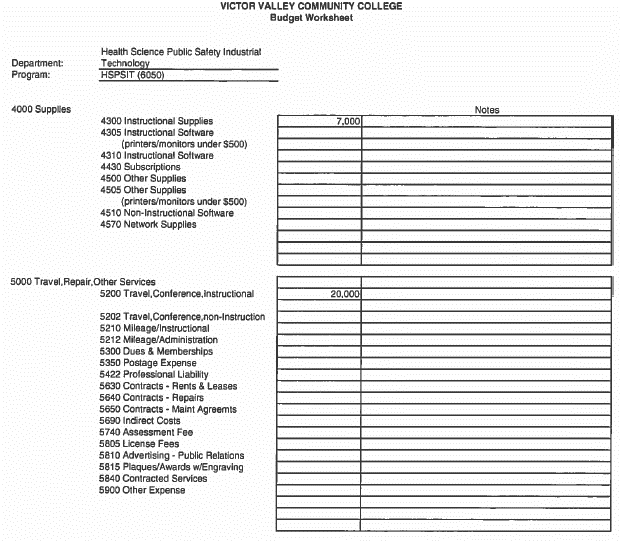 VICTOR VALLEY COMMUNITY COLLEGE
Budget Worksheet
Health Science Public Safety Industrial
Department: Technology
Program: HSPSIT (6050)
4000 Supplies Notes
4300 Instructional Supplies 7,000
4305 Instructional Software
(printers/monitors under $500)
4310 Instructional Software
4430 Subscriptions
4500 Other Supplies
4505 Other Supplies
(printers/monitors under $500)
4510 Non-Instructional Software
4570 Network Supplies
5000 Travel,Repair,Other Services
5200 Travel,Conference,Instructional 20,000
5202 Travel,Conference,non-Instruction
5210 Mileage/Instructional
5212 Mileage/Administration
5300 Dues & Memberships
5350 Postage Expense
5422 Professional Liability
5630 Contracts - Rents & Leases
5640 Contracts - Repairs
5650 Contracts - Maint Agreemts
5690 Indirect Costs
5740 Assessment Fee
5805 License Fees
5810 Advertising - Public Relations
5815 Plaques/Awards w/Engraving
5840 Contracted Services
5900 Other Expense